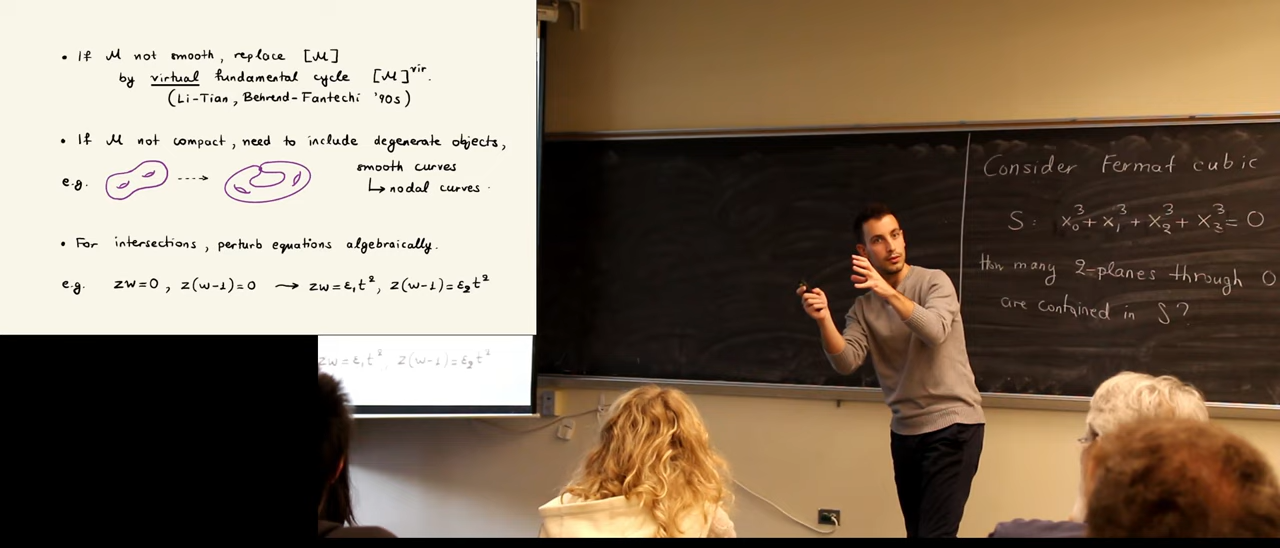 • If M not smooth, replace [M]
by virtual fundamental cycle [M]^vir.
(Li-Tian, Behrend-Fantechi '90s)
• If M not compact, need to include degenerate objects,
e.g. smooth curves
↳ nodal curves.
• For intersections, perturb equations algebraically.
e.g. zw=0, z(w-1)=0 ⟿ zw=ε₁t², z(w-1)=ε₂t²
zw=ε₁t², z(w-1)=ε₂t²
Consider Fermat cubic
S: x₀³+x₁³+x₂³+x₃³=0
How many 2-planes through 0
are contained in S?